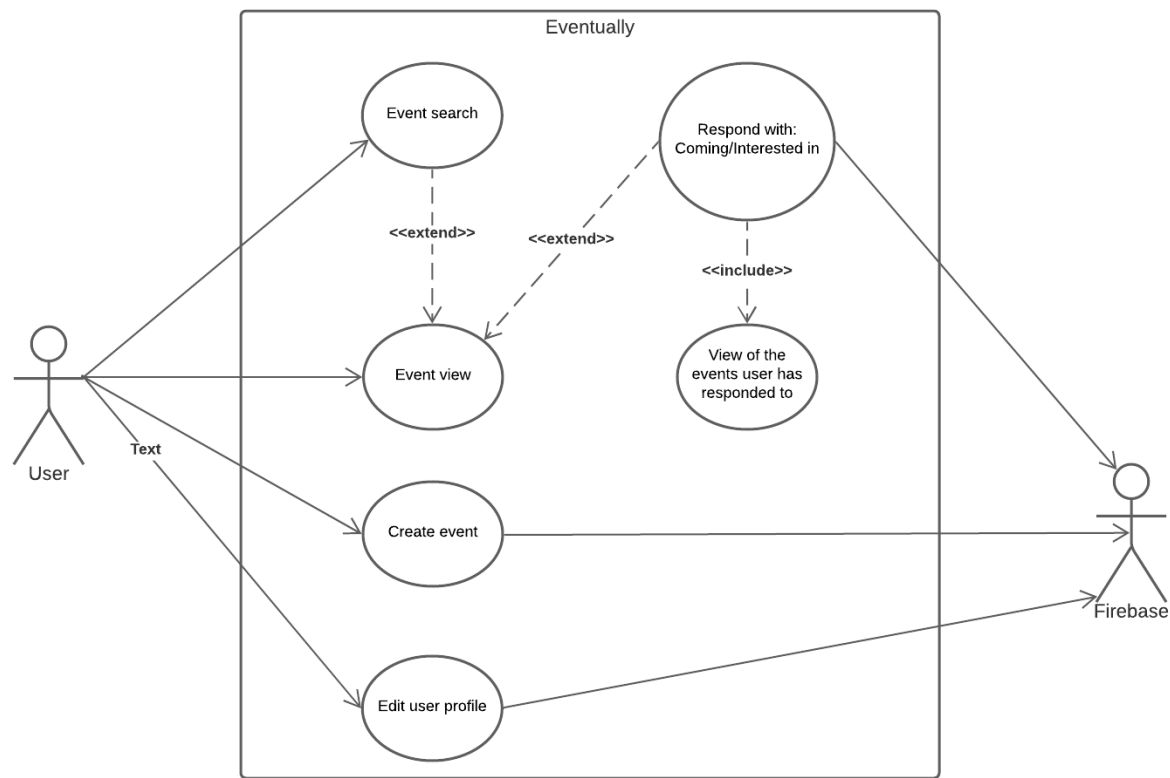 Eventually
Event search
Respond with:
Coming/Interested in
<<extend>>
<<extend>>
<<include>>
Event view
View of the
events user has
responded to
Text
User
Create event
Firebase
Edit user profile